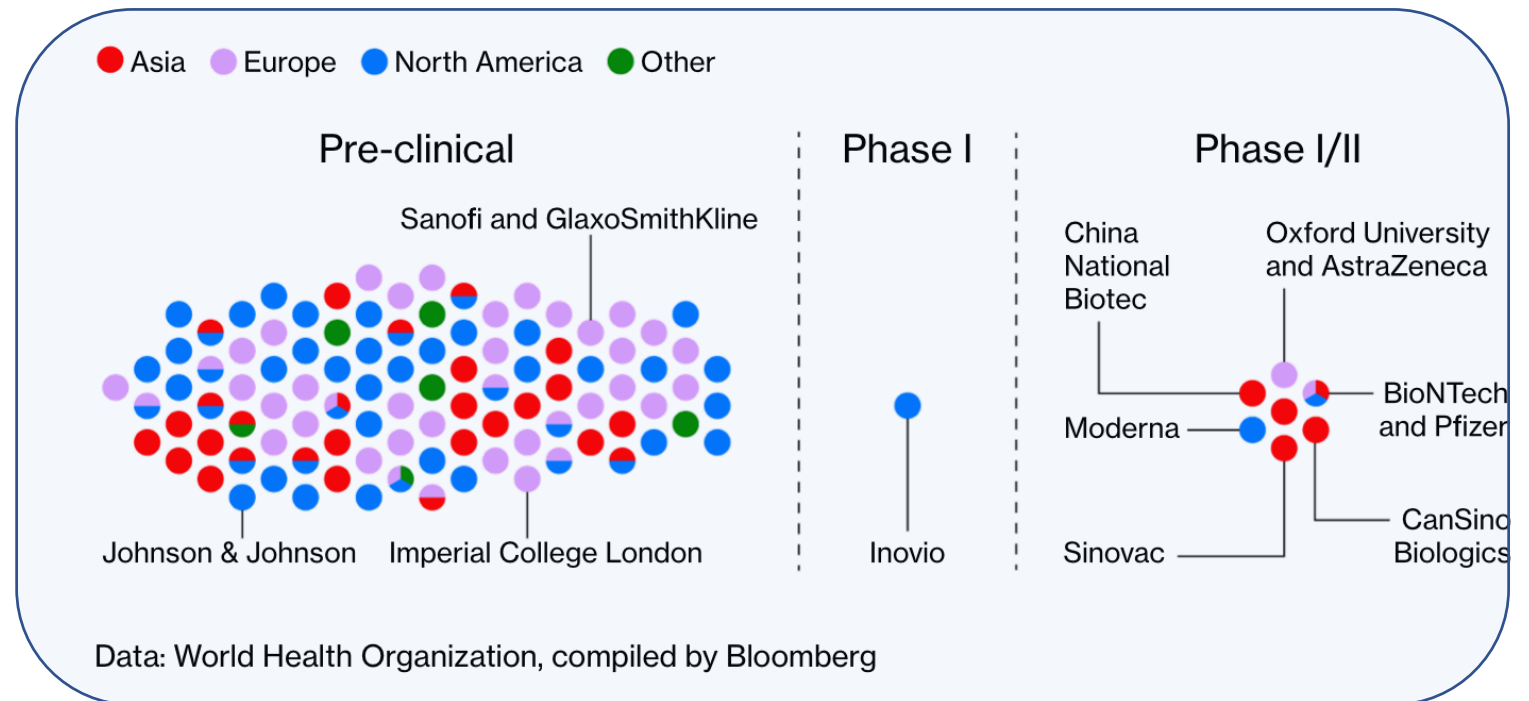 Asia Europe North America Other
Pre-clinical
Phase I
Phase I/II
Sanofi and GlaxoSmithKline
China
National
Biotec
Oxford University
and AstraZeneca
BioNTech
and Pfizer
Moderna
CanSino
Biologics
Johnson & Johnson
Imperial College London
Inovio
Sinovac
Data: World Health Organization, compiled by Bloomberg